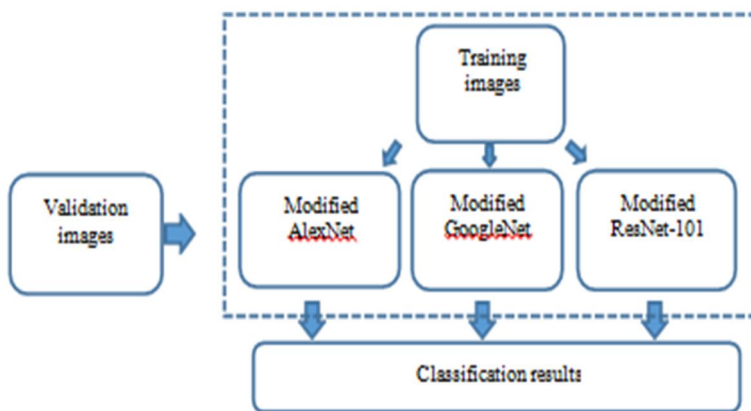 Training
images
Validation
images
Modified
AlexNet
Modified
GoogleNet
Modified
ResNet-101
Classification results